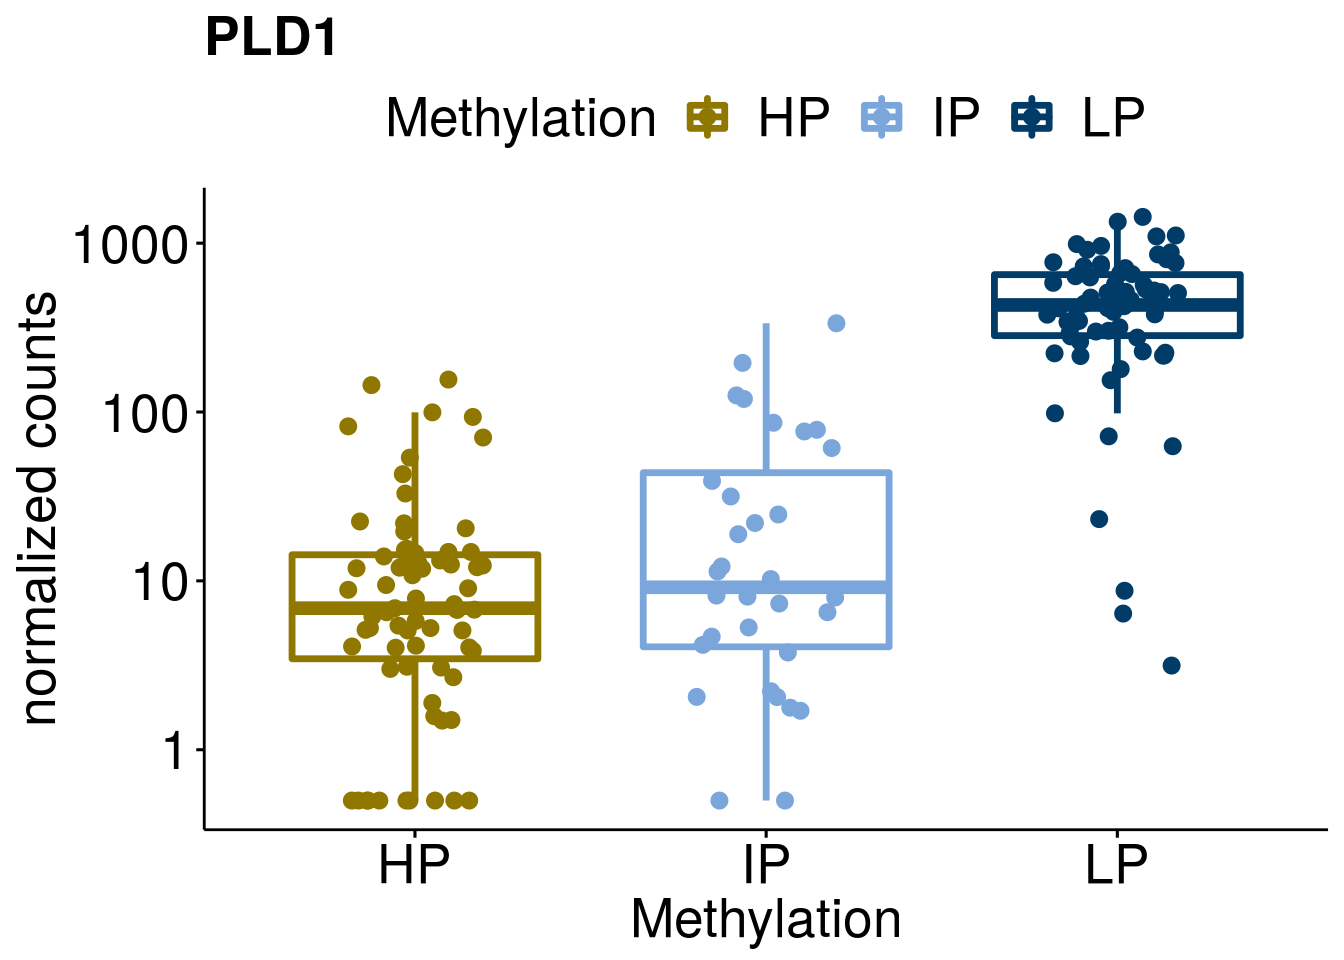 PLD1
Methylation HP IP LP
normalized counts
1000
100
10
1
HP IP LP
Methylation